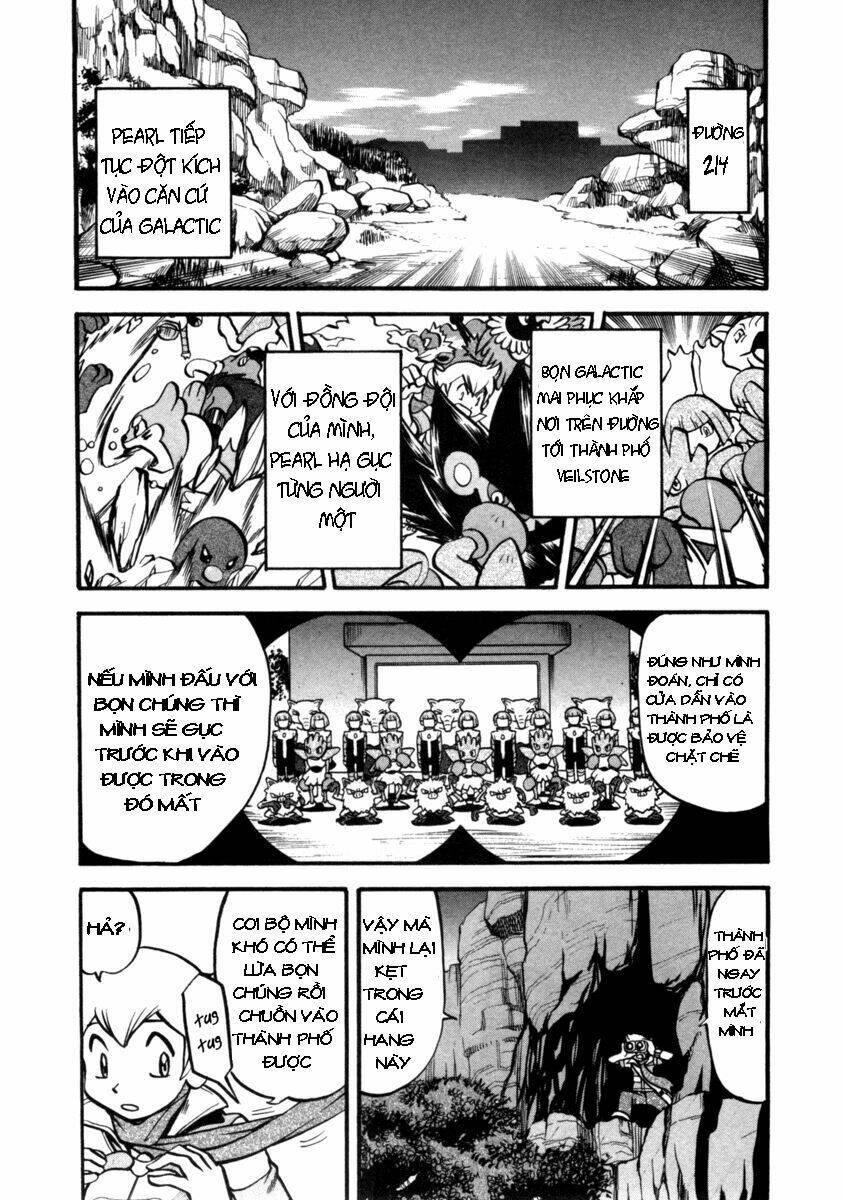 ĐƯỜNG
214
PEARL TIẾP
TỤC ĐỘT KÍCH
VÀO CĂN CỨ
CỦA GALACTIC
BỌN GALACTIC
MAI PHỤC KHẮP
NƠI TRÊN ĐƯỜNG
TỚI THÀNH PHỐ
VEILSTONE
VỚI ĐỒNG ĐỘI
CỦA MÌNH,
PEARL HẠ GỤC
TỪNG NGƯỜI
MỘT
ĐÚNG NHƯ MÌNH
ĐOÁN, CHỈ CÓ
CỬA DẪN VÀO
THÀNH PHỐ LÀ
ĐƯỢC BẢO VỆ
CHẶT CHẼ
NẾU MÌNH ĐẤU VỚI
BỌN CHÚNG THÌ
MÌNH SẼ GỤC
TRƯỚC KHI VÀO
ĐƯỢC TRONG
ĐÓ MẤT
THÀNH
PHỐ ĐÃ
NGAY
TRƯỚC
MẮT
MÌNH
VẬY MÀ
MÌNH LẠI
KẸT
TRONG
CÁI
HANG
NÀY
COI BỘ MÌNH
KHÓ CÓ THỂ
LỪA BỌN
CHÚNG RỒI
CHUỒN VÀO
THÀNH PHỐ
ĐƯỢC
tug
tug
HẢ?